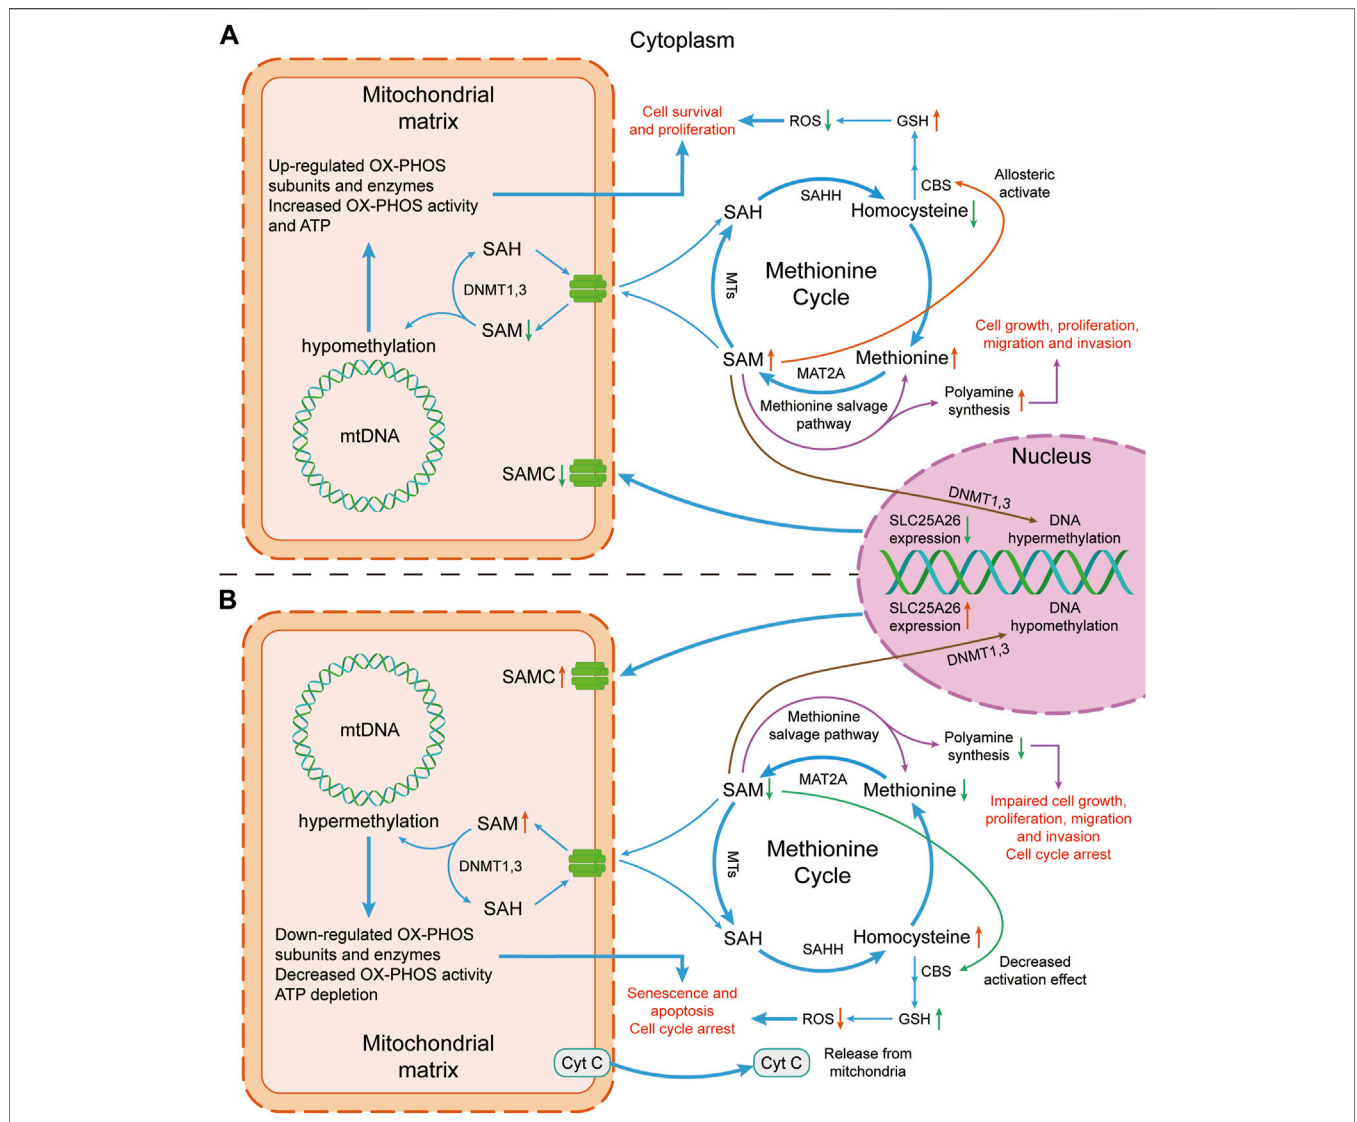 A
Cytoplasm
Mitochondrial
matrix
Up-regulated OX-PHOS
subunits and enzymes
Increased OX-PHOS activity
and ATP
SAH
DNMT1,3
SAM
hypomethylation
mtDNA
SAMC
Cell survival
and proliferation
ROS
GSH
CBS
Allosteric
activate
SAHH
SAH
Homocysteine
MTs
Methionine
Cycle
SAM
MAT2A
Methionine
Methionine salvage
pathway
Polyamine
synthesis
Cell growth, proliferation,
migration and invasion
Nucleus
DNMT1,3
SLC25A26
expression
DNA
hypermethylation
SLC25A26
expression
DNA
hypomethylation
DNMT1,3
B
SAMC
mtDNA
hypermethylation
SAM
DNMT1,3
SAH
Down-regulated OX-PHOS
subunits and enzymes
Decreased OX-PHOS activity
ATP depletion
Mitochondrial
matrix
Cyt C
Methionine
salvage pathway
Polyamine
synthesis
SAM
MAT2A
Methionine
Impaired cell growth,
proliferation, migration
and invasion
Cell cycle arrest
MTs
Methionine
Cycle
SAH
SAHH
Homocysteine
CBS
Decreased
activation effect
Senescence and
apoptosis
Cell cycle arrest
ROS
GSH
Cyt C
Release from
mitchondria